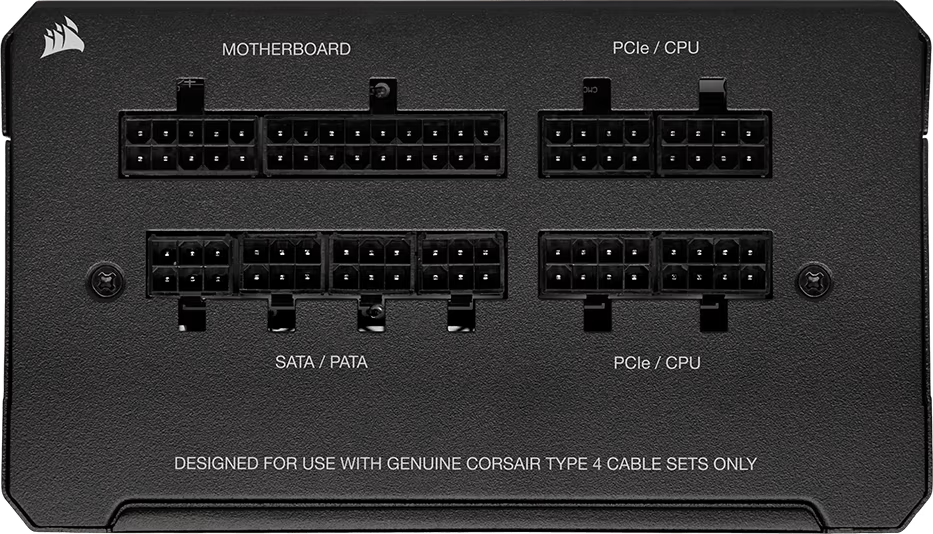 MOTHERBOARD
PCIe / CPU
SATA / PATA
PCIe / CPU
DESIGNED FOR USE WITH GENUINE CORSAIR TYPE 4 CABLE SETS ONLY